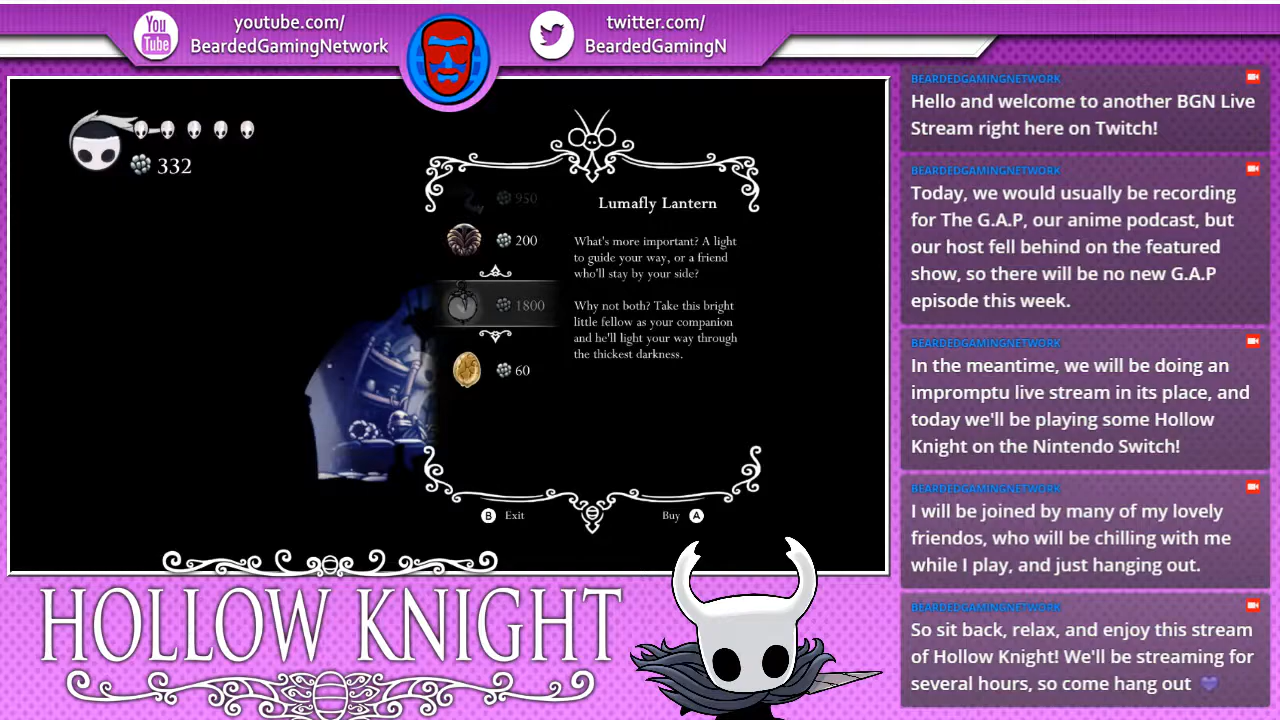 youtube.com/
BeardedGamingNetwork
You
Tube
twitter.com/
BeardedGamingN
332
950
200
1800
60
Lumafly Lantern
What's more important? A light
to guide your way, or a friend
who'll stay by your side?
Why not both? Take this bright
little fellow as your companion
and he'll light your way through
the thickest darkness.
B Exit
Buy A
HOLLOW KNIGHT
BEARDEDGAMINGNETWORK
Hello and welcome to another BGN Live
Stream right here on Twitch!
BEARDEDGAMINGNETWORK
Today, we would usually be recording
for The G.A.P, our anime podcast, but
our host fell behind on the featured
show, so there will be no new G.A.P
episode this week.
BEARDEDGAMINGNETWORK
In the meantime, we will be doing an
impromptu live stream in its place, and
today we'll be playing some Hollow
Knight on the Nintendo Switch!
BEARDEDGAMINGNETWORK
I will be joined by many of my lovely
friendos, who will be chilling with me
while I play, and just hanging out.
BEARDEDGAMINGNETWORK
So sit back, relax, and enjoy this stream
of Hollow Knight! We'll be streaming for
several hours, so come hang out